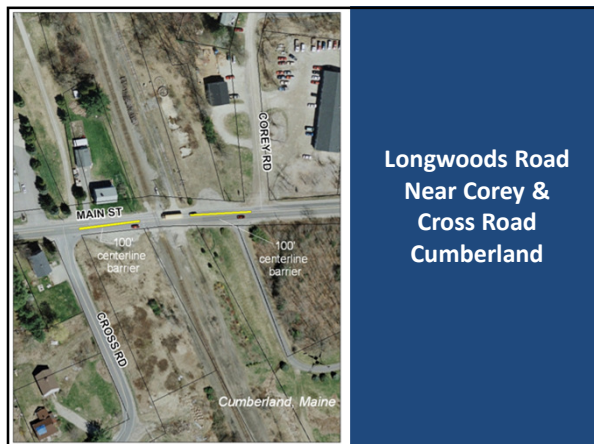 COREY RD
MAIN ST
100'
centerline
barrier
100'
centerline
barrier
CROSS RD
Cumberland, Maine
Longwoods Road
Near Corey &
Cross Road
Cumberland